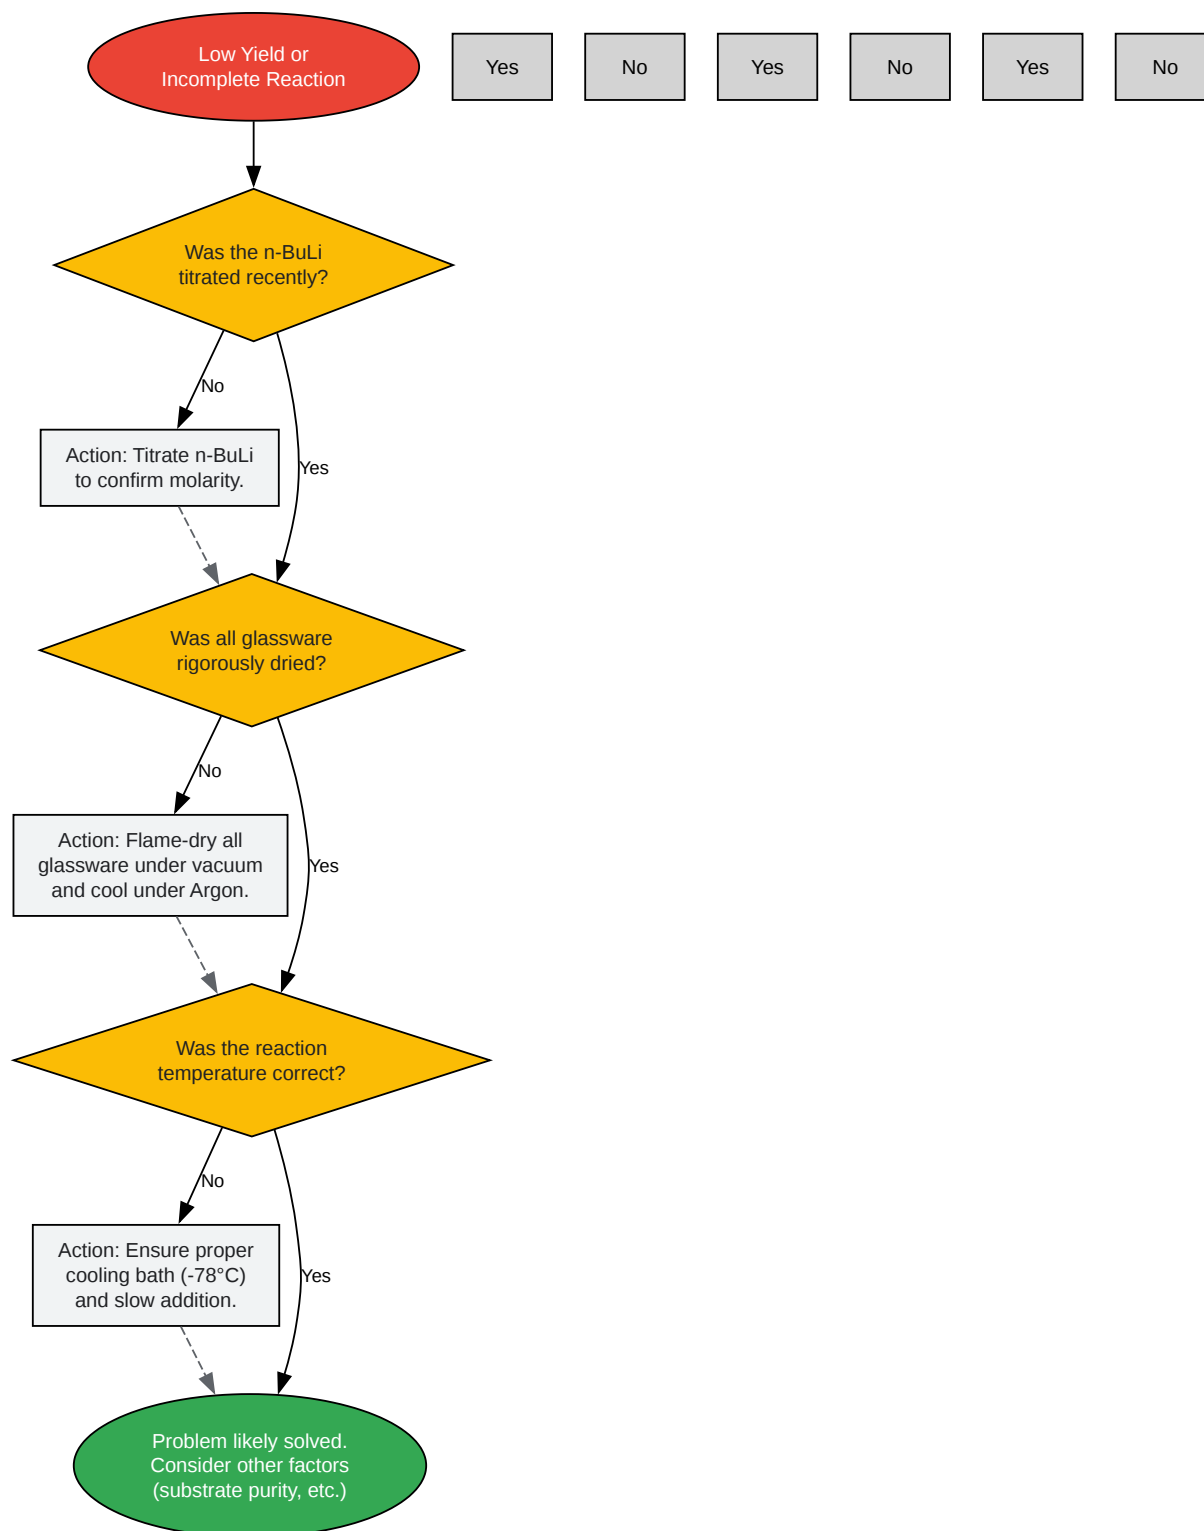 Low Yield or
Incomplete Reaction
Yes
No
Yes
No
Yes
No
Was the n-BuLi
titrated recently?
No
Action: Titrate n-BuLi
to confirm molarity.
Yes
Was all glassware
rigorously dried?
No
Action: Flame-dry all
glassware under vacuum
and cool under Argon.
Yes
Was the reaction
temperature correct?
No
Action: Ensure proper
cooling bath (-78°C)
and slow addition.
Yes
Problem likely solved.
Consider other factors
(substrate purity, etc.)